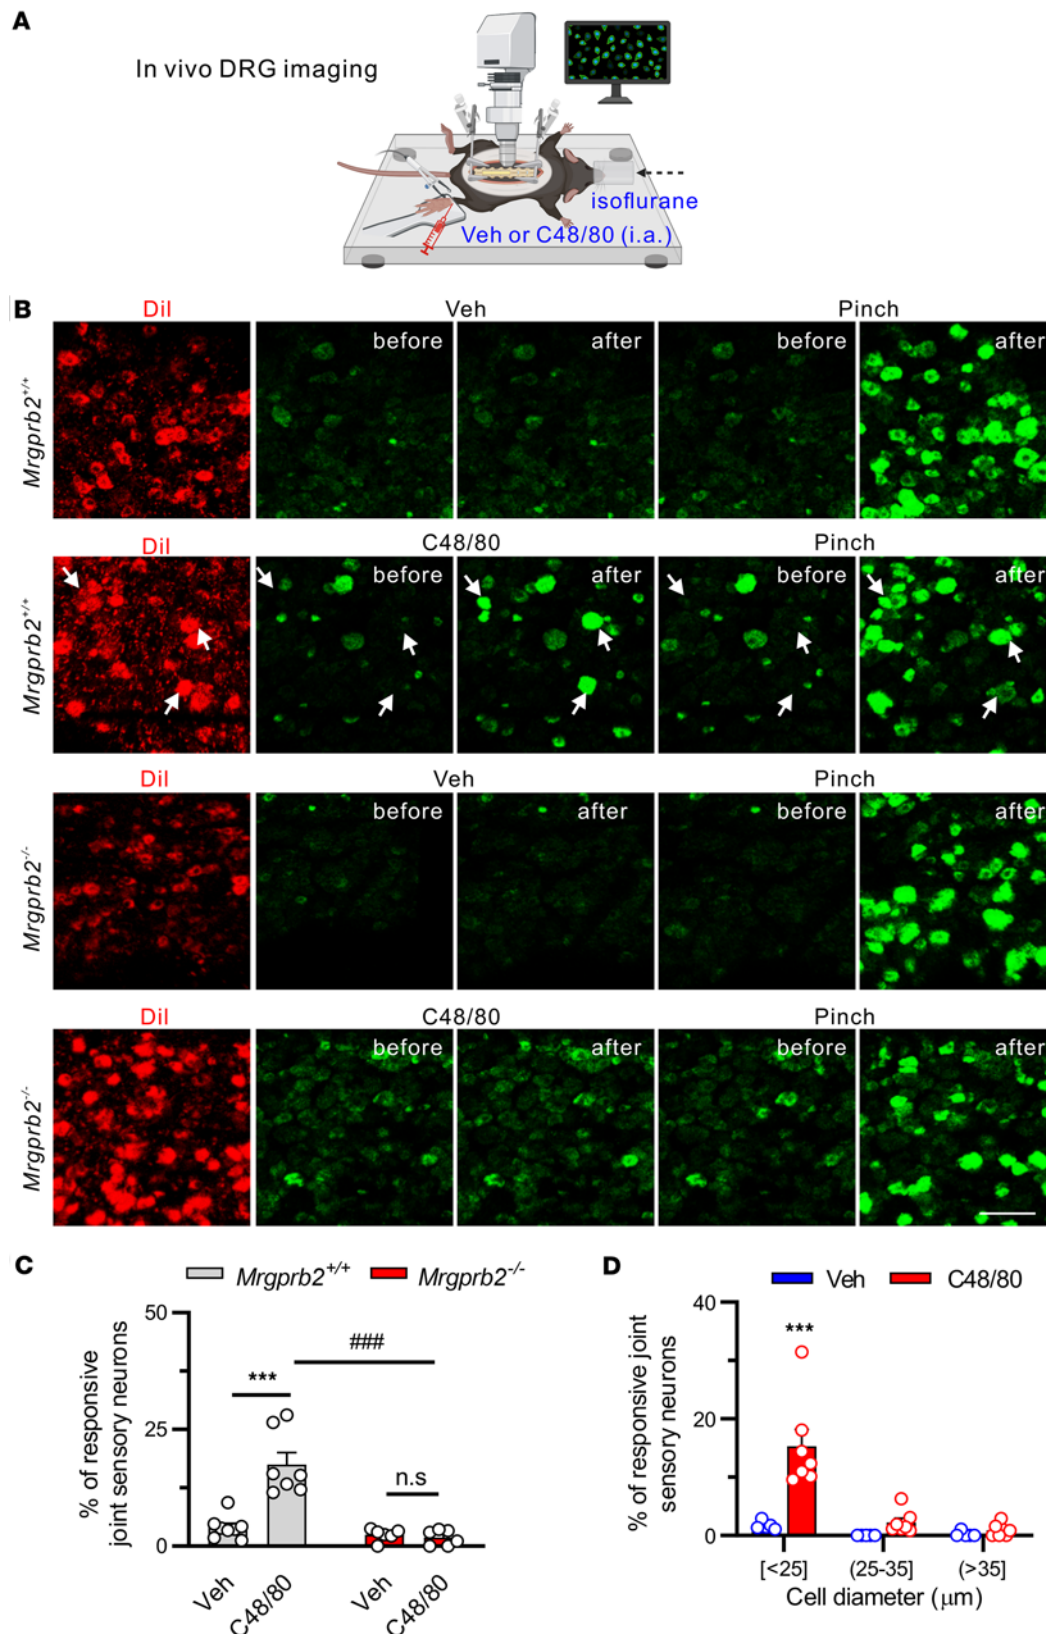 A
In vivo DRG imaging
isoflurane
Veh or C48/80 (i.a.)
B
DiI Veh Pinch
Mrgprb2+/+
before after before after
DiI C48/80 Pinch
Mrgprb2+/+
before after before after
DiI Veh Pinch
Mrgprb2-/-
before after before after
DiI C48/80 Pinch
Mrgprb2-/-
before after before after
C
Mrgprb2+/+ Mrgprb2-/-
% of responsive
joint sensory neurons
50
25
0
***
###
n.s
Veh C48/80 Veh C48/80
D
Veh C48/80
% of responsive joint
sensory neurons
40
20
0
***
[<25] (25-35] (>35]
Cell diameter (μm)